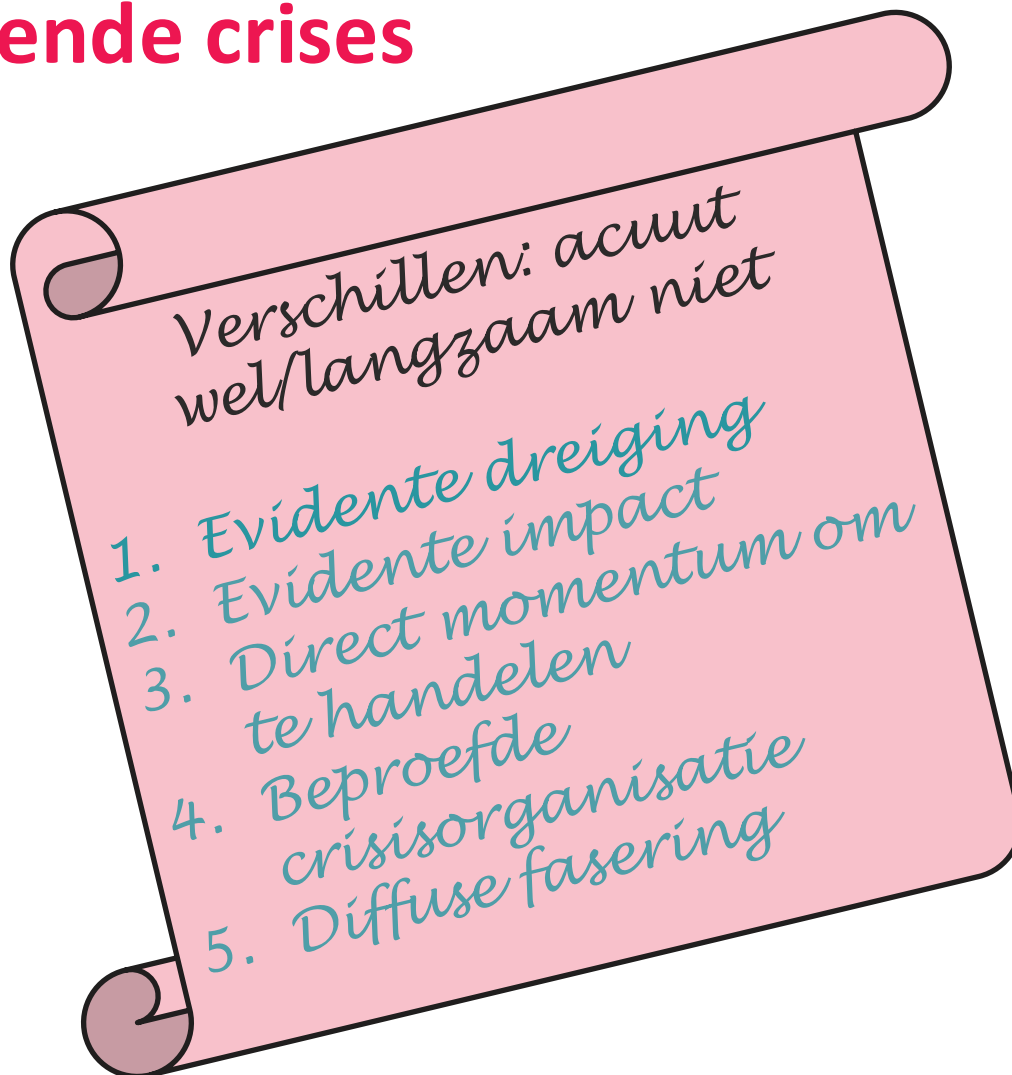 ende crises
Verschillen: acuut
wel/langzaam niet
1. Evidente dreiging
2. Evidente impact
3. Direct momentum om
te handelen
4. Beproefde
crisisorganisatie
5. Diffuse fasering